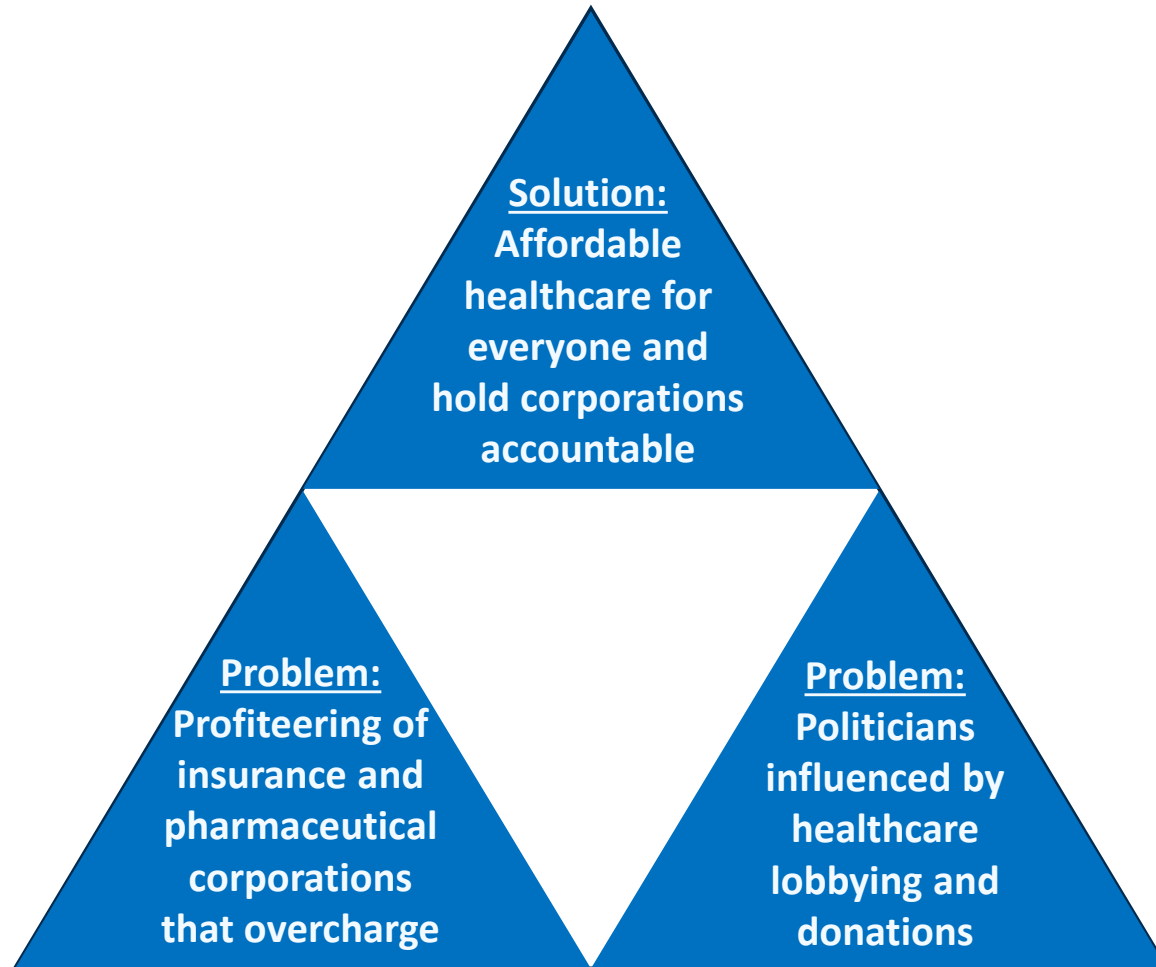 Solution:
Affordable
healthcare for
everyone and
hold corporations
accountable
Problem:
Profiteering of
insurance and
pharmaceutical
corporations
that overcharge
Problem:
Politicians
influenced by
healthcare
lobbying and
donations